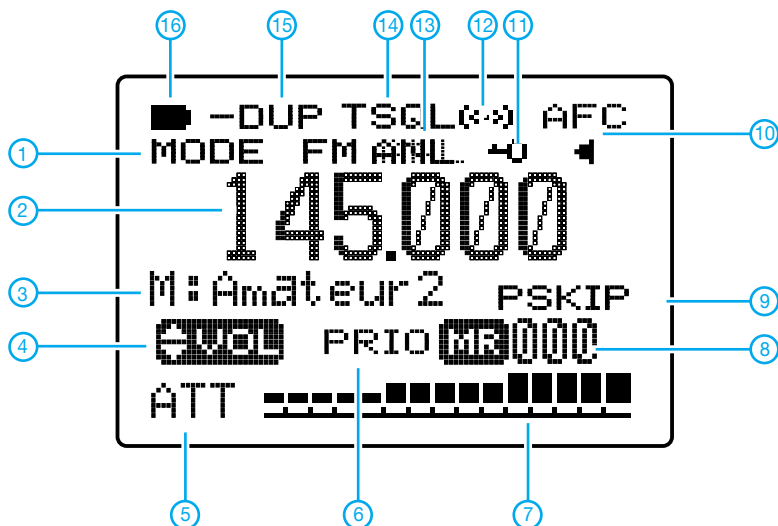 16 15 14 13 12 11
-DUP TSQL AFC
10
1 MODE FM ANL
2 145.000
3 M:Amateur2 PSKIP 9
4 VOL PRIO MR 000 8
ATT
5 6 7